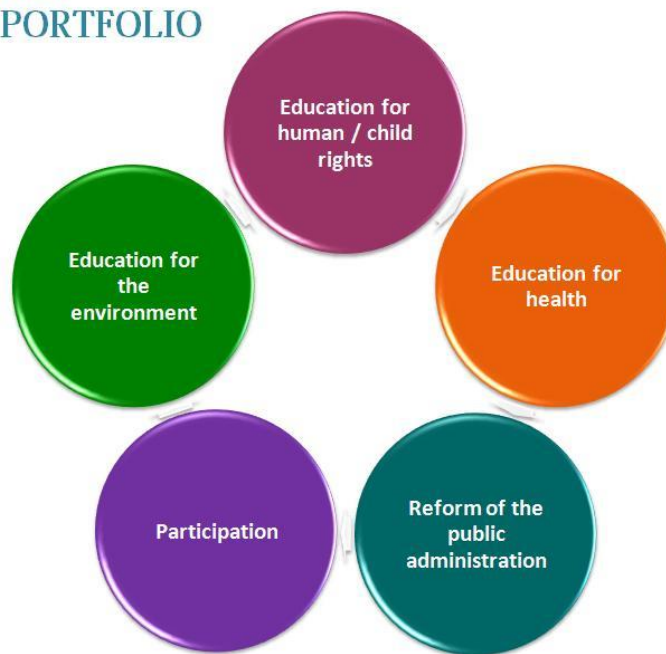 PORTFOLIO
Education for
human / child
rights
Education for
health
Reform of the
public
administration
Participation
Education for
the
environment